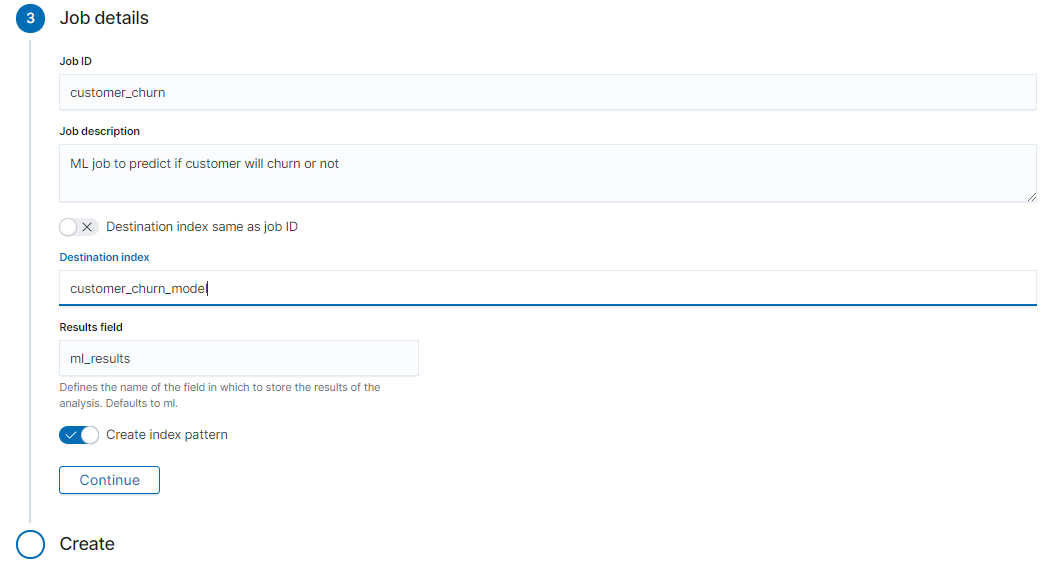 3 Job details
Job ID
customer_churn
Job description
ML job to predict if customer will churn or not
Destination index same as job ID
Destination index
customer_churn_model
Results field
ml_results
Defines the name of the field in which to store the results of the
analysis. Defaults to ml.
Create index pattern
Continue
Create